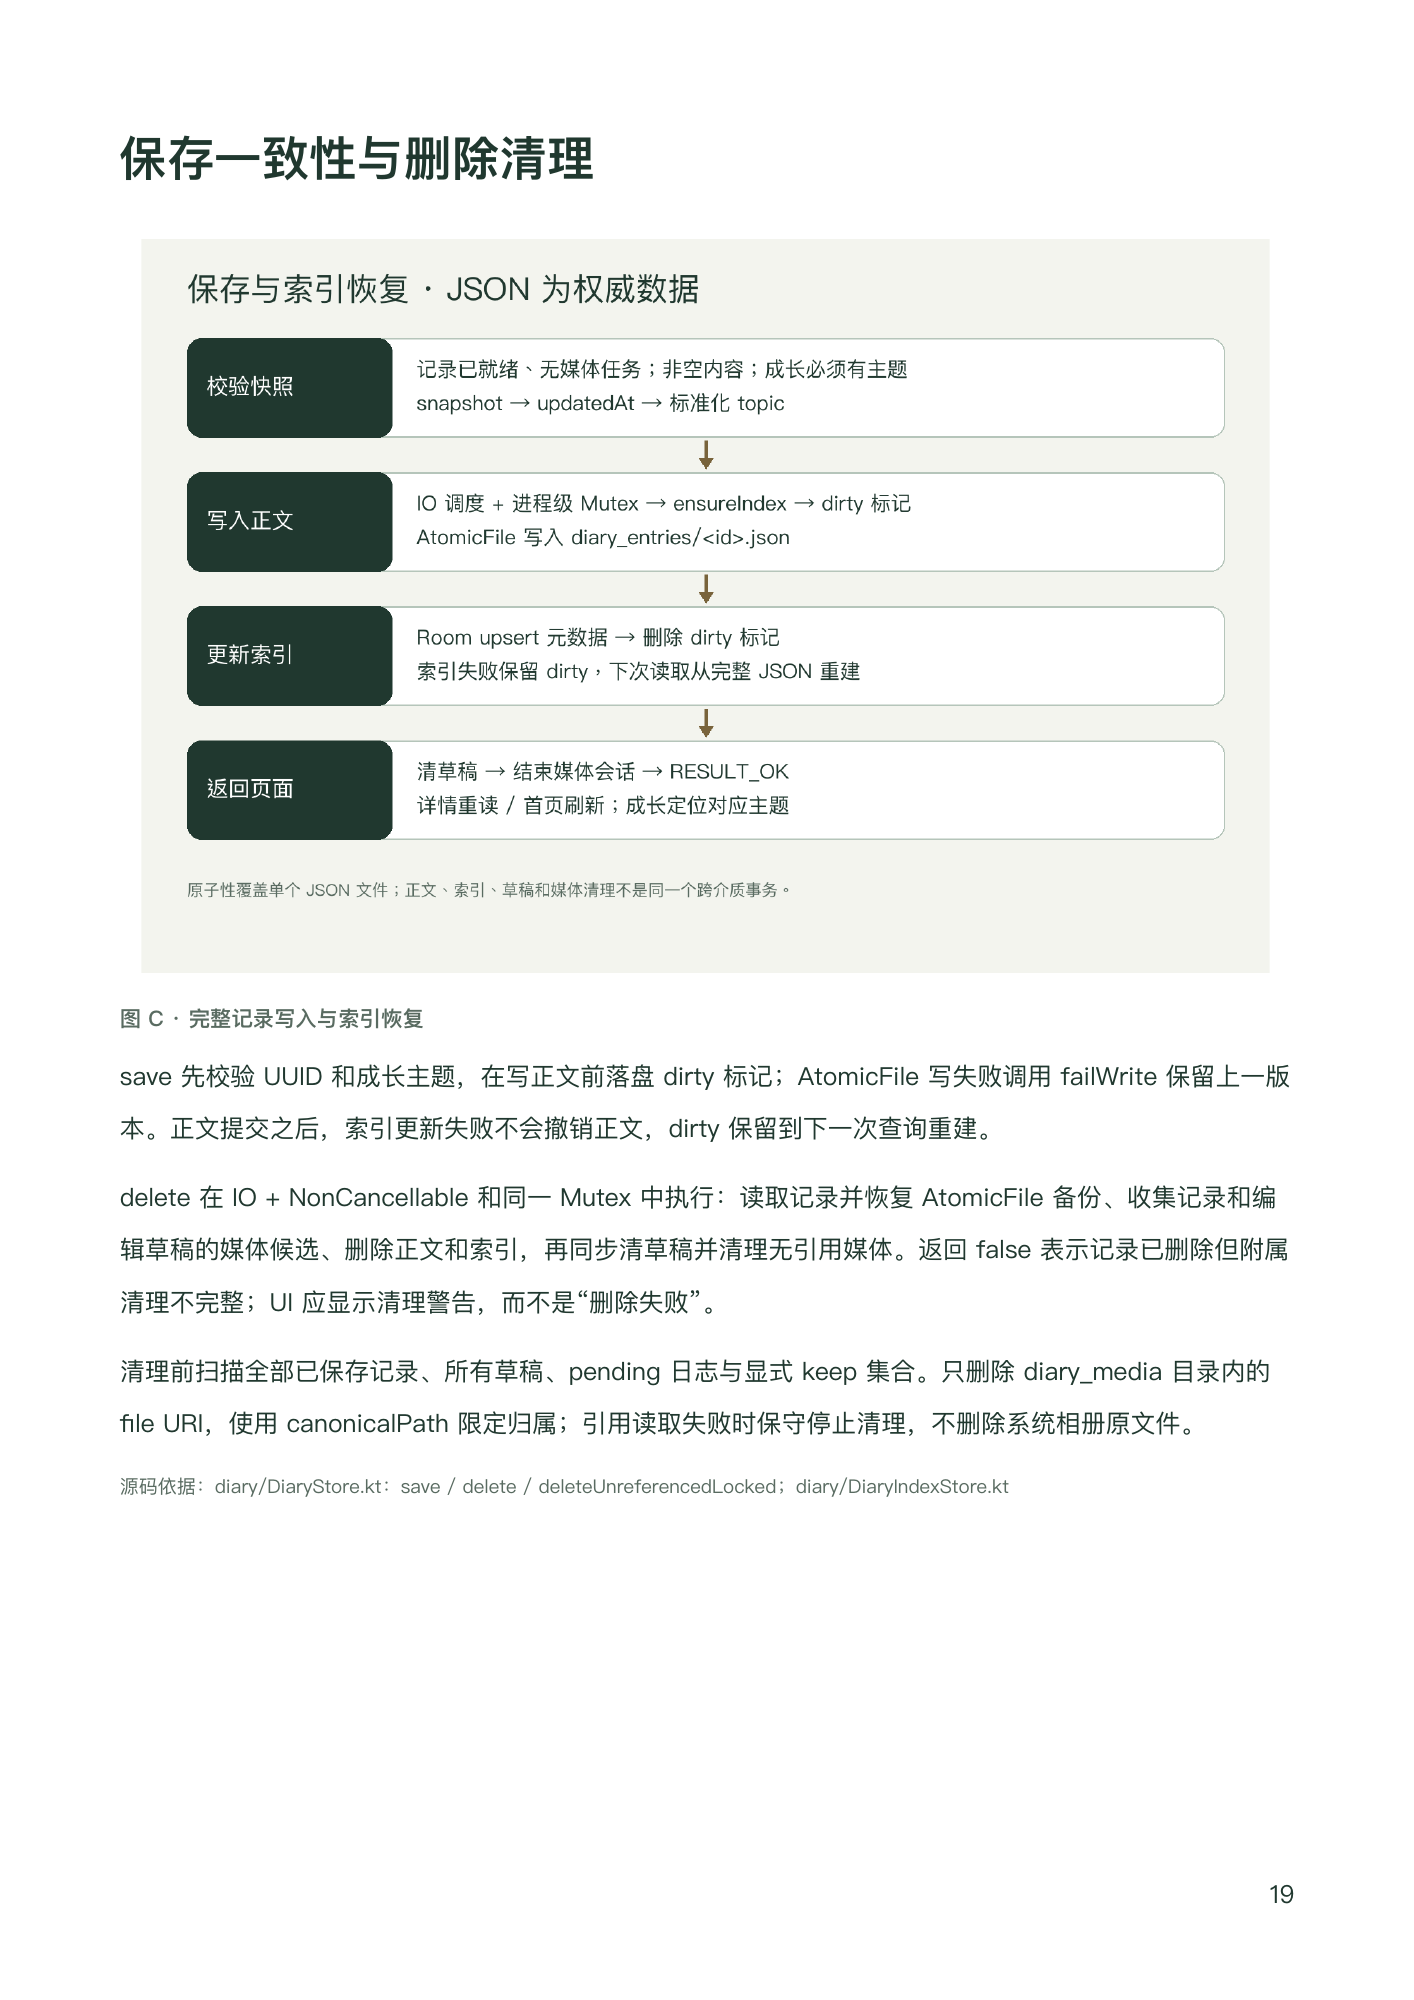 保存一致性与删除清理
保存与索引恢复 · JSON 为权威数据
校验快照
记录已就绪、无媒体任务；非空内容；成长必须有主题
snapshot → updatedAt → 标准化 topic
写入正文
IO 调度 + 进程级 Mutex → ensureIndex → dirty 标记
AtomicFile 写入 diary_entries/<id>.json
更新索引
Room upsert 元数据 → 删除 dirty 标记
索引失败保留 dirty，下次读取从完整 JSON 重建
返回页面
清草稿 → 结束媒体会话 → RESULT_OK
详情重读 / 首页刷新；成长定位对应主题
原子性覆盖单个 JSON 文件；正文、索引、草稿和媒体清理不是同一个跨介质事务。
图 C · 完整记录写入与索引恢复
save 先校验 UUID 和成长主题，在写正文前落盘 dirty 标记；AtomicFile 写失败调用 failWrite 保留上一版
本。正文提交之后，索引更新失败不会撤销正文，dirty 保留到下一次查询重建。
delete 在 IO + NonCancellable 和同一 Mutex 中执行：读取记录并恢复 AtomicFile 备份、收集记录和编
辑草稿的媒体候选、删除正文和索引，再同步清草稿并清理无引用媒体。返回 false 表示记录已删除但附属
清理不完整；UI 应显示清理警告，而不是“删除失败”。
清理前扫描全部已保存记录、所有草稿、pending 日志与显式 keep 集合。只删除 diary_media 目录内的
file URI，使用 canonicalPath 限定归属；引用读取失败时保守停止清理，不删除系统相册原文件。
源码依据：diary/DiaryStore.kt：save / delete / deleteUnreferencedLocked；diary/DiaryIndexStore.kt
19